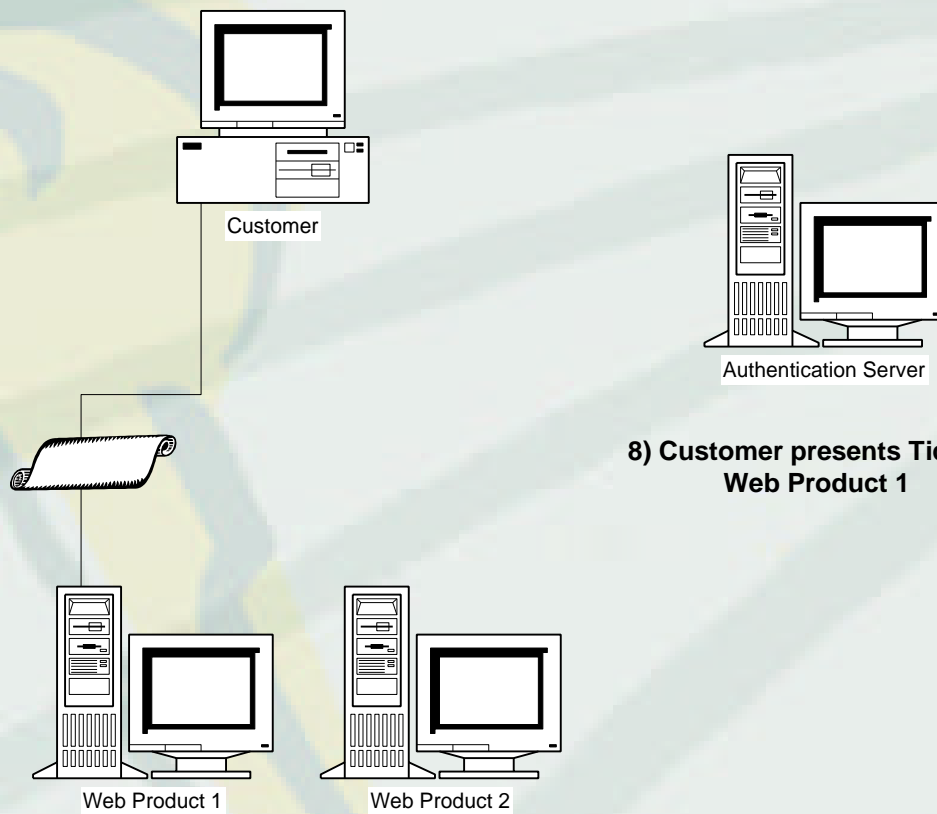 Customer
Authentication Server
8) Customer presents
Web Product 1
Web Product 1
Web Product 2